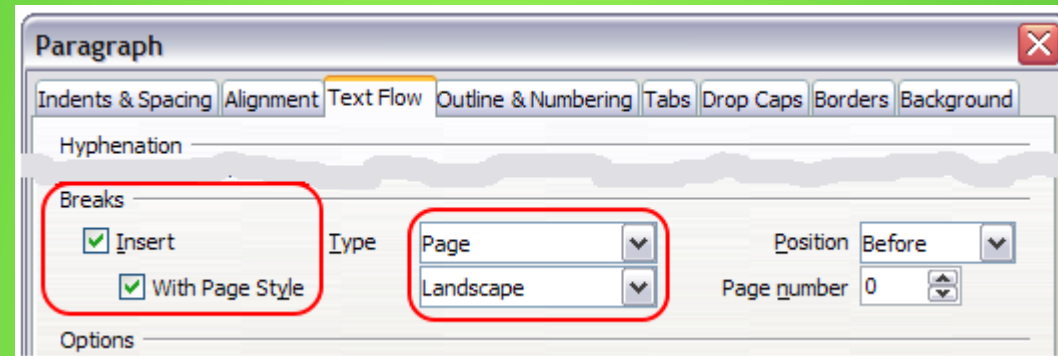 Paragraph
Indents & Spacing Alignment Text Flow Outline & Numbering Tabs Drop Caps Borders Background
Hyphenation
Breaks
Insert Type Page Position Before
With Page Style Landscape Page number 0
Options